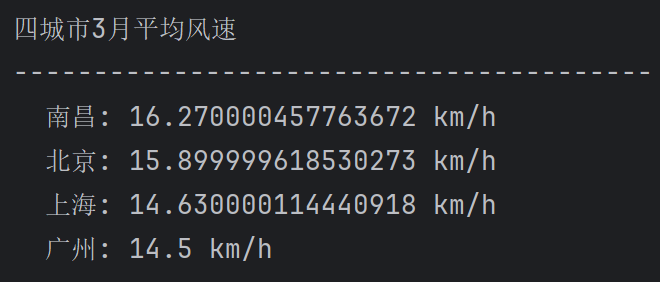 四城市3月平均风速
----------------------------------------
南昌: 16.270000457763672 km/h
北京: 15.899999618530273 km/h
上海: 14.630000114440918 km/h
广州: 14.5 km/h